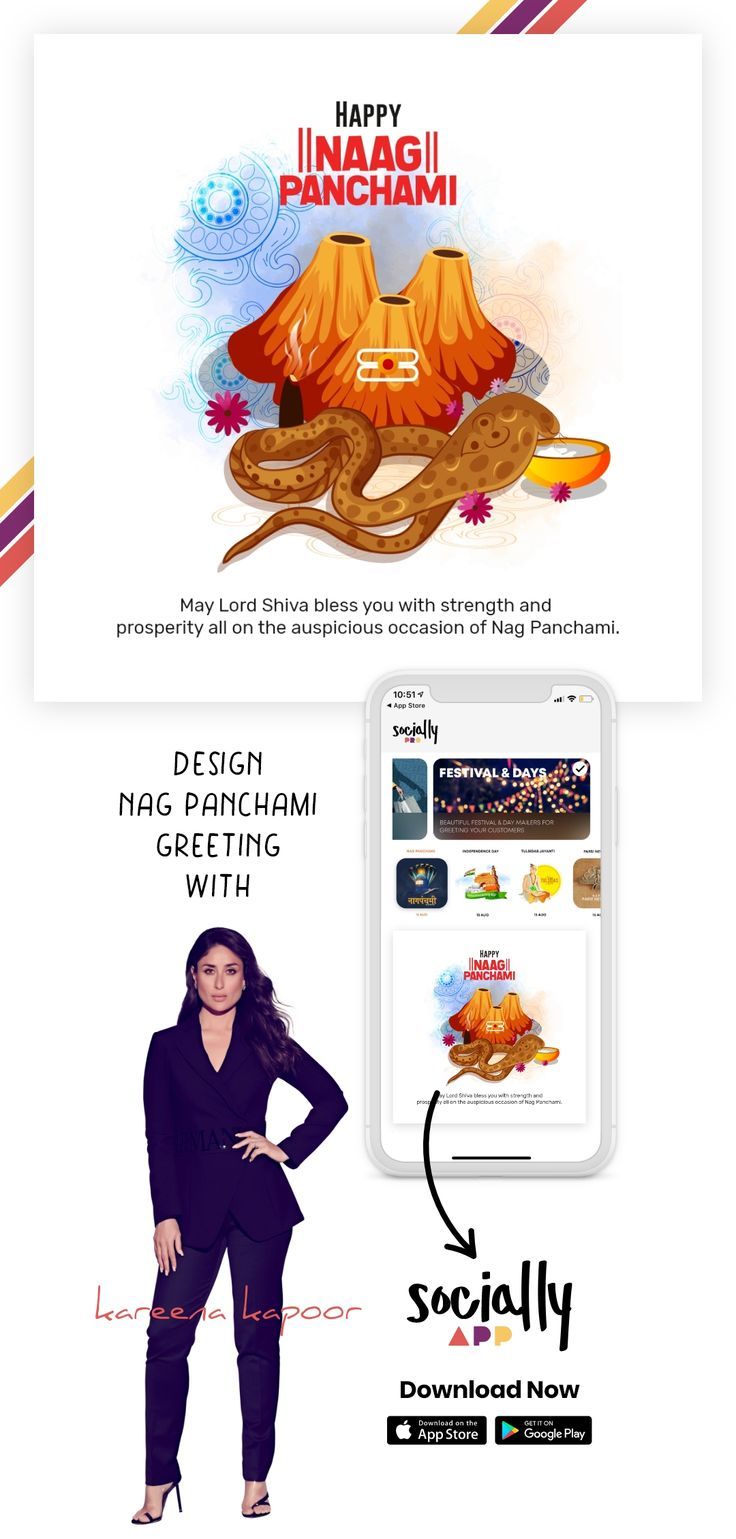 HAPPY
||NAAG||
PANCHAMI
May Lord Shiva bless you with strength and
prosperity all on the auspicious occasion of Nag Panchami.
10:51
App Store
socially
PRO
FESTIVAL & DAYS
BEAUTIFUL FESTIVAL & DAY MAILERS FOR
GREETING YOUR CUSTOMERS
NAG PANCHAMI INDEPENDENCE DAY TULSIDAS JAYANTI PARSI NEW
नागपंचमी
13 AUG 15 AUG 15 AUG
HAPPY
||NAAG||
PANCHAMI
May Lord Shiva bless you with strength and
prosperity all on the auspicious occasion of Nag Panchami.
DESIGN
NAG PANCHAMI
GREETING
WITH
kareena kapoor
socially
APP
Download Now
Download on the
App Store
GET IT ON
Google Play